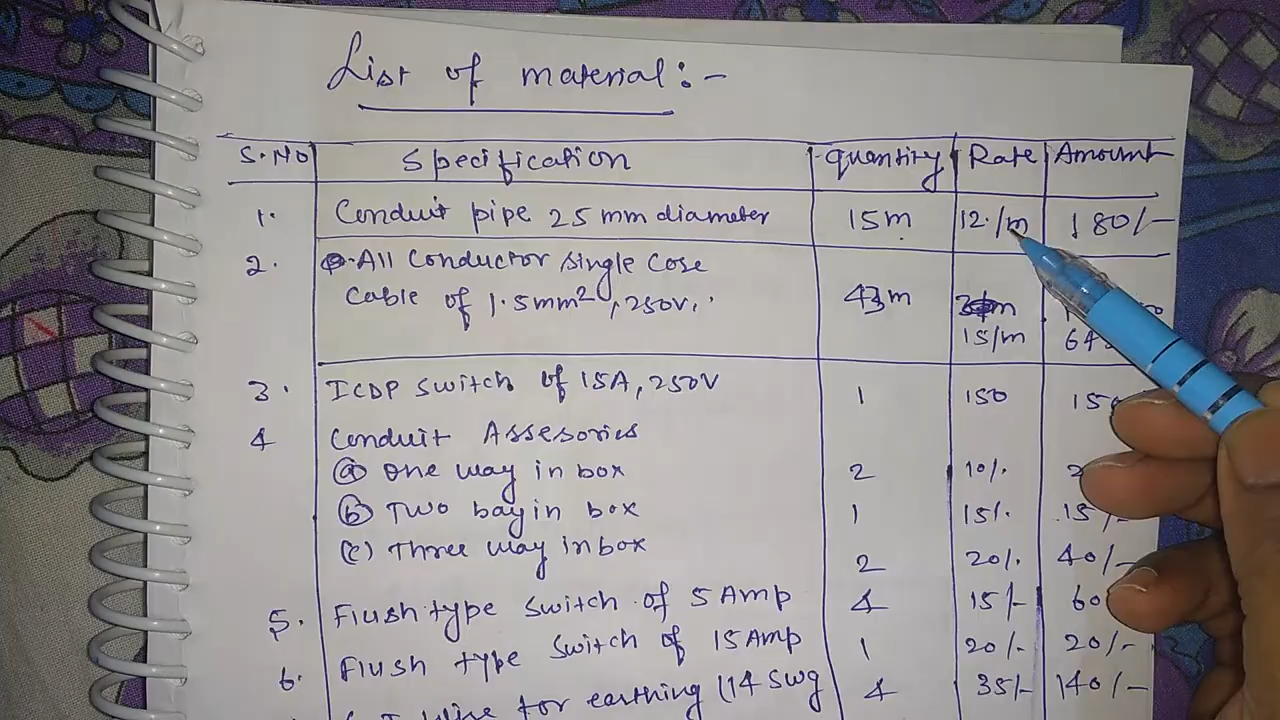 List of material:-
S.No Specification quantity Rate Amount
1. Conduit pipe 25 mm diameter 15m 12./m 180/-
2. All Conductor single Core
Cable of 1.5mm², 250V, 43m
15/m
3. ICDP Switch of 15A, 250V 1 150
4 Conduit Assesories
(a) One way in box 2 10/.
(b) Two bay in box 1 15/. 15/-
(c) Three way in box 2 20/. 40/-
5. Flush type Switch of 5 Amp 4 15/- 60
6. Flush type Switch of 15 Amp 1 20/- 20/-
Wire for earthing (14 swg 4 35/- 140/-